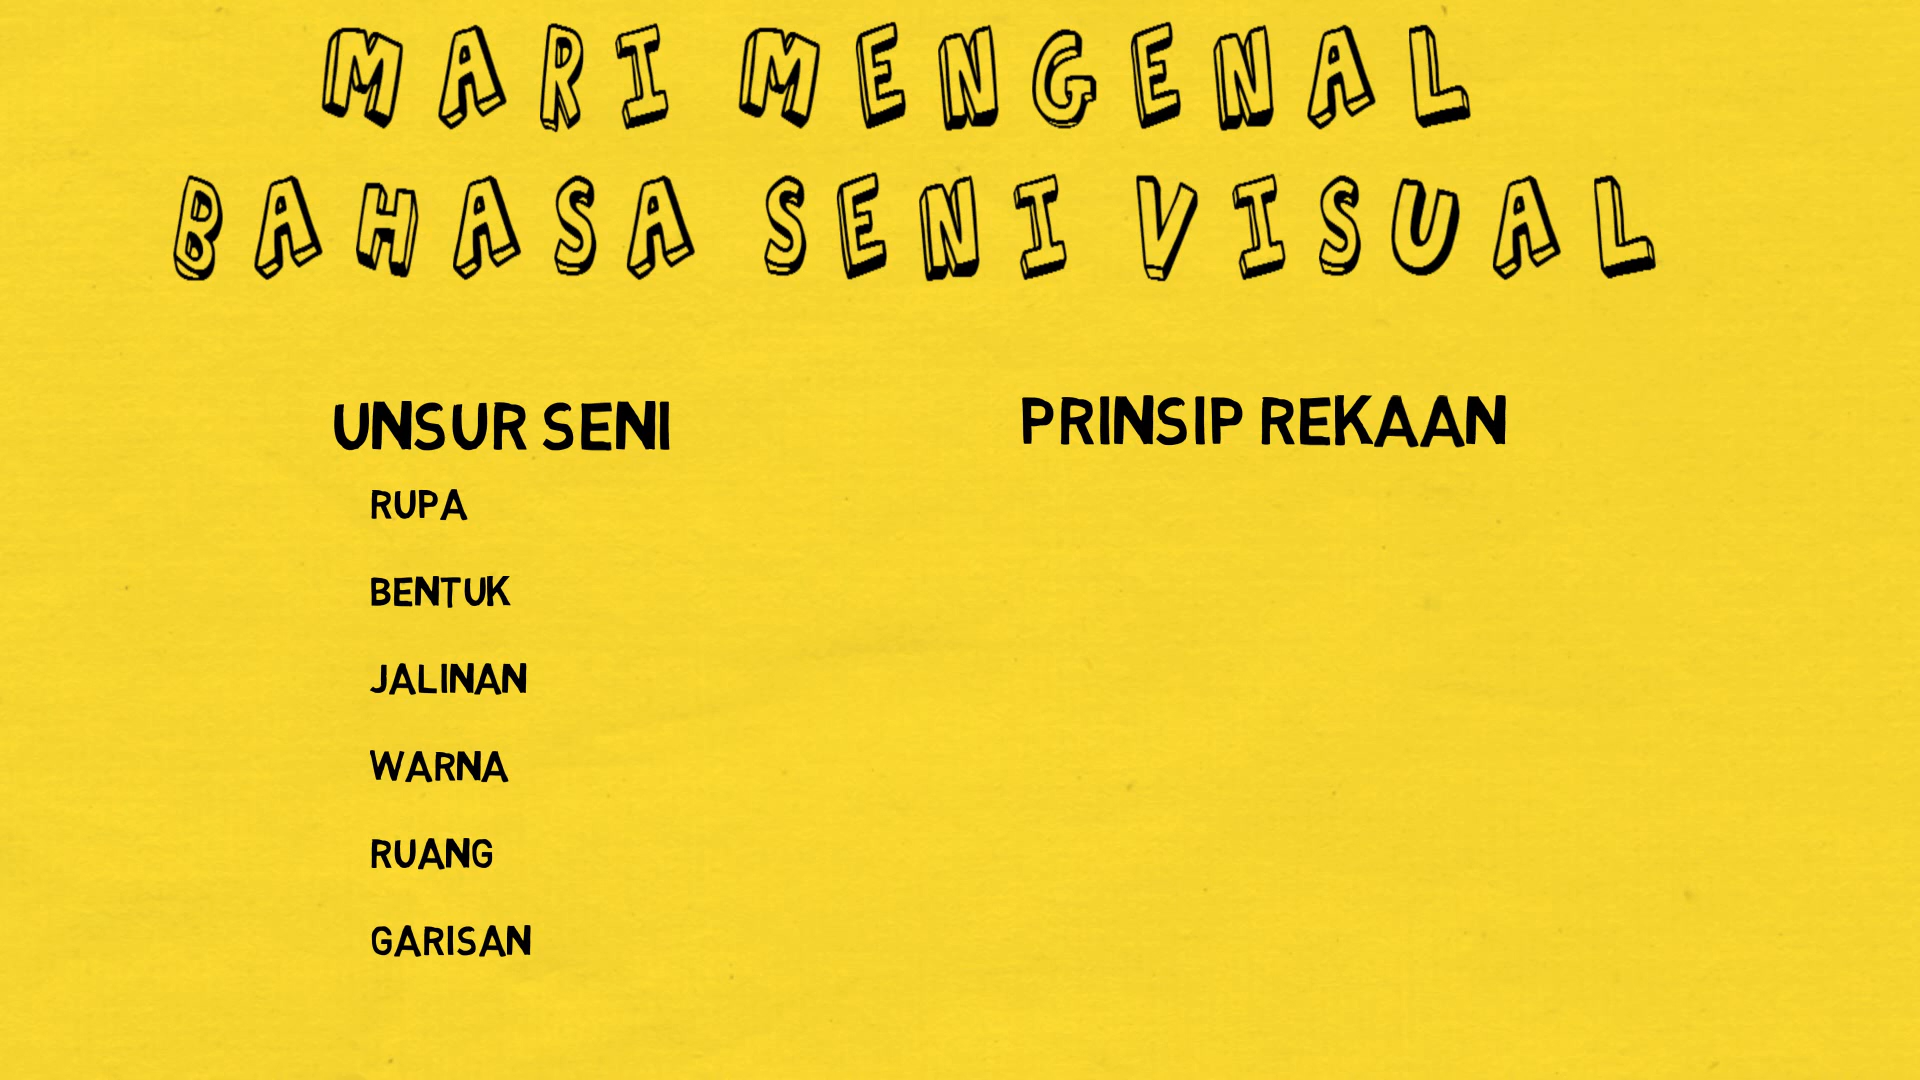 MARI MENGENAL
BAHASA SENI VISUAL
UNSUR SENI
RUPA
BENTUK
JALINAN
WARNA
RUANG
GARISAN
PRINSIP REKAAN